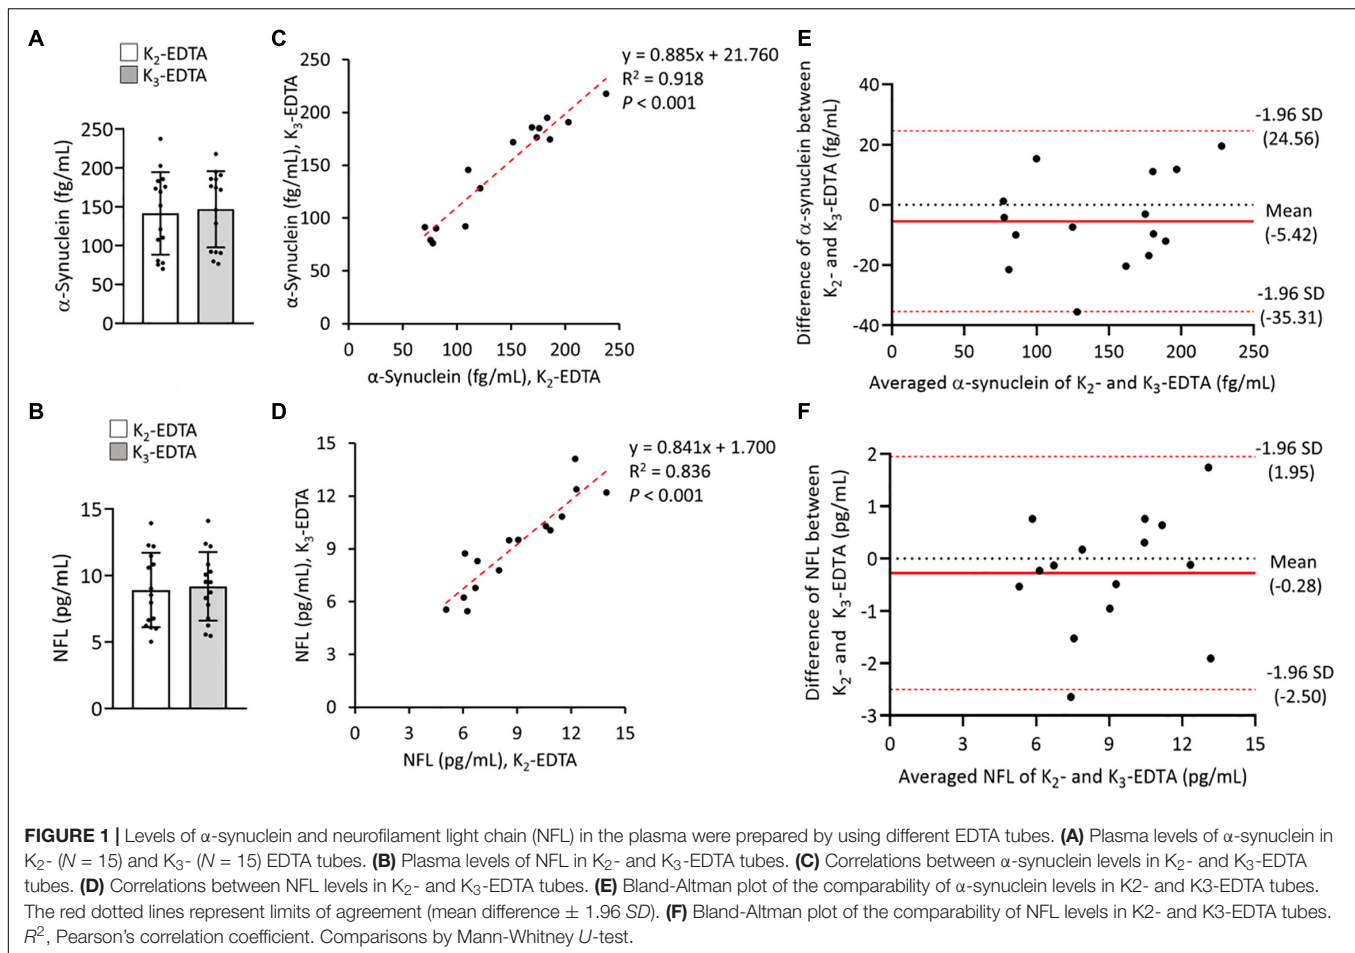 A
K2-EDTA
K3-EDTA
α-Synuclein (fg/mL)
250
200
150
100
50
0
C
α-Synuclein (fg/mL), K3-EDTA
250
200
150
100
50
0
y = 0.885x + 21.760
R² = 0.918
P < 0.001
0 50 100 150 200 250
α-Synuclein (fg/mL), K2-EDTA
E
Difference of α-synuclein between
K2- and K3-EDTA (fg/mL)
40
20
0
-20
-40
-1.96 SD
(24.56)
Mean
(-5.42)
-1.96 SD
(-35.31)
0 50 100 150 200 250
Averaged α-synuclein of K2- and K3-EDTA (fg/mL)
B
K2-EDTA
K3-EDTA
NFL (pg/mL)
15
10
5
0
D
NFL (pg/mL), K3-EDTA
15
12
9
6
3
0
y = 0.841x + 1.700
R² = 0.836
P < 0.001
0 3 6 9 12 15
NFL (pg/mL), K2-EDTA
F
Difference of NFL between
K2- and K3-EDTA (pg/mL)
2
1
0
-1
-2
-3
-1.96 SD
(1.95)
Mean
(-0.28)
-1.96 SD
(-2.50)
0 3 6 9 12 15
Averaged NFL of K2- and K3-EDTA (pg/mL)
FIGURE 1 | Levels of α-synuclein and neurofilament light chain (NFL) in the plasma were prepared by using different EDTA tubes. (A) Plasma levels of α-synuclein in
K2- (N = 15) and K3- (N = 15) EDTA tubes. (B) Plasma levels of NFL in K2- and K3-EDTA tubes. (C) Correlations between α-synuclein levels in K2- and K3-EDTA
tubes. (D) Correlations between NFL levels in K2- and K3-EDTA tubes. (E) Bland-Altman plot of the comparability of α-synuclein levels in K2- and K3-EDTA tubes.
The red dotted lines represent limits of agreement (mean difference ± 1.96 SD). (F) Bland-Altman plot of the comparability of NFL levels in K2- and K3-EDTA tubes.
R², Pearson's correlation coefficient. Comparisons by Mann-Whitney U-test.